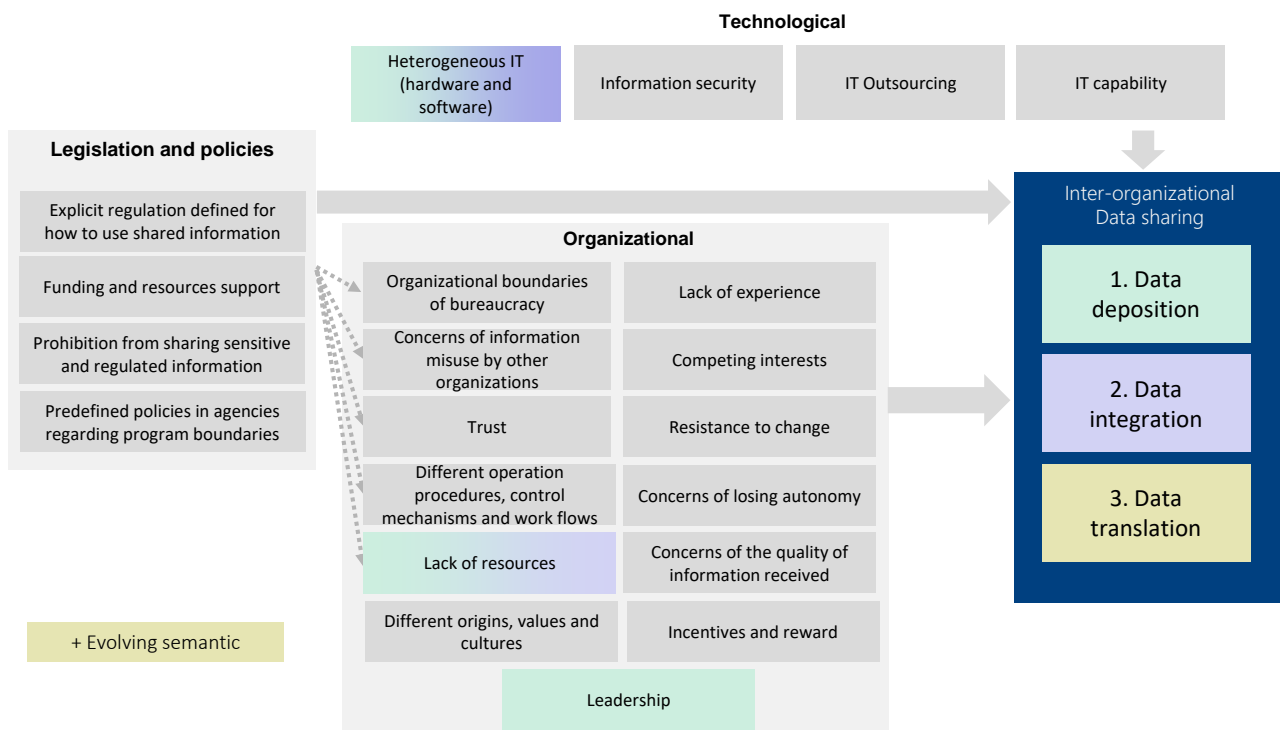 Technological
Heterogeneous IT
(hardware and
software)
Information security
IT Outsourcing
IT capability
Legislation and policies
Explicit regulation defined for
how to use shared information
Funding and resources support
Prohibition from sharing sensitive
and regulated information
Predefined policies in agencies
regarding program boundaries
Organizational
Organizational boundaries
of bureaucracy
Lack of experience
Concerns of information
misuse by other
organizations
Competing interests
Trust
Resistance to change
Different operation
procedures, control
mechanisms and work flows
Concerns of losing autonomy
Lack of resources
Concerns of the quality of
information received
Different origins, values and
cultures
Incentives and reward
Leadership
Inter-organizational
Data sharing
1. Data
deposition
2. Data
integration
3. Data
translation
+ Evolving semantic